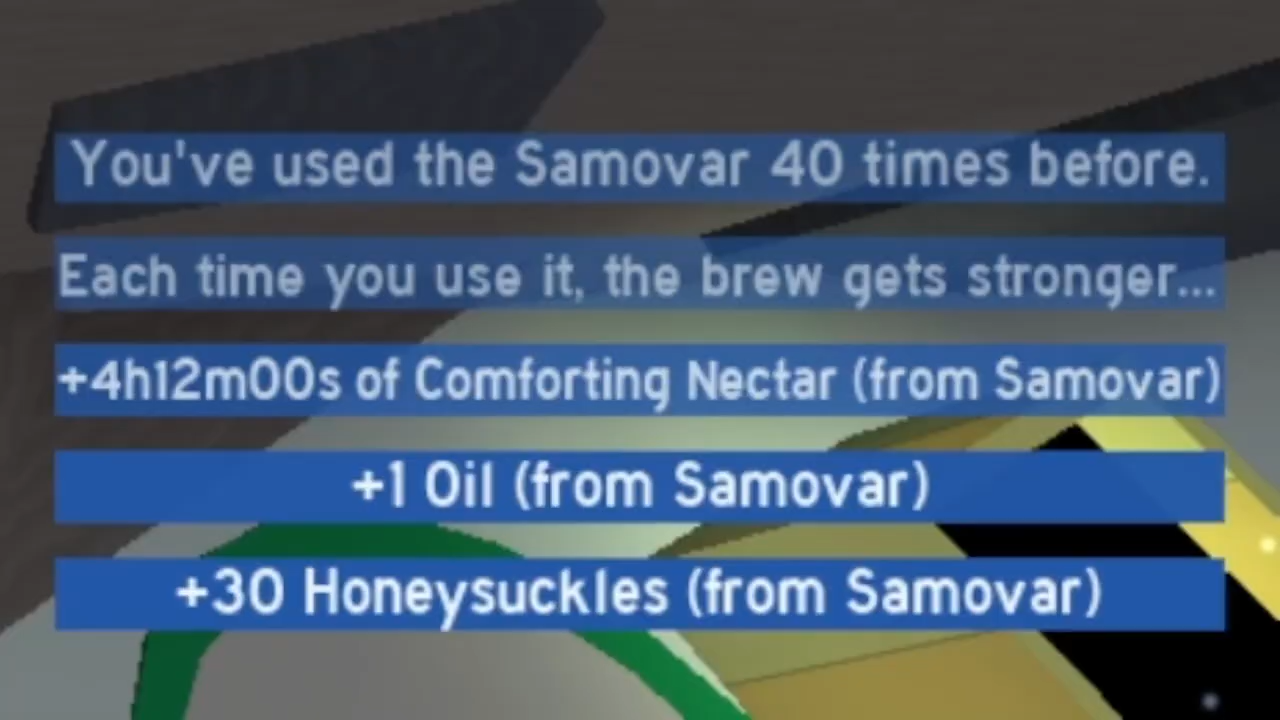 You've used the Samovar 40 times before.
Each time you use it, the brew gets stronger...
+4h12m00s of Comforting Nectar (from Samovar)
+1 Oil (from Samovar)
+30 Honeysuckles (from Samovar)